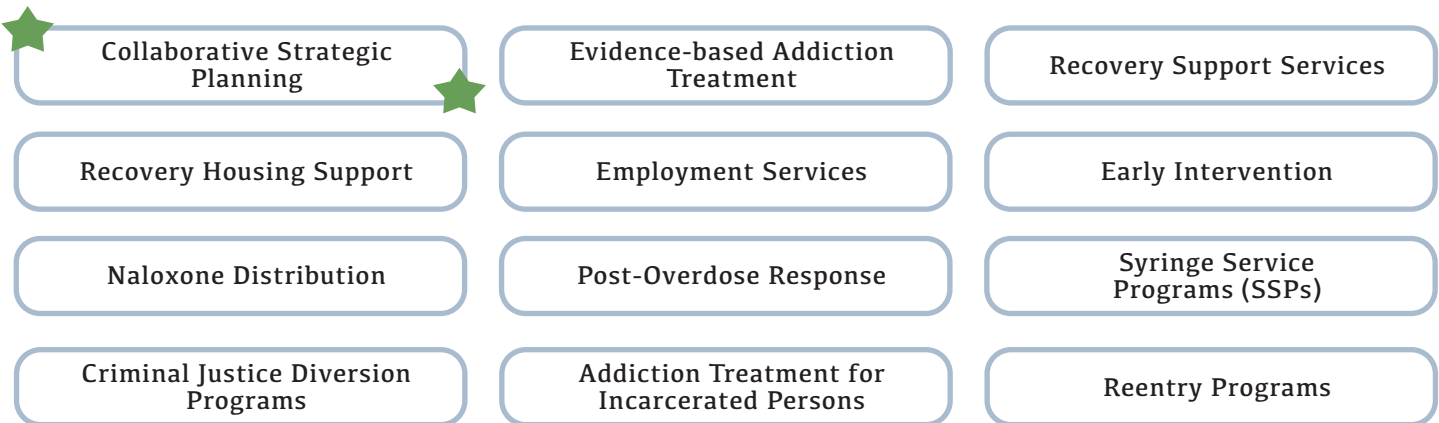 Collaborative Strategic
Planning
Evidence-based Addiction
Treatment
Recovery Support Services
Recovery Housing Support
Employment Services
Early Intervention
Naloxone Distribution
Post-Overdose Response
Syringe Service
Programs (SSPs)
Criminal Justice Diversion
Programs
Addiction Treatment for
Incarcerated Persons
Reentry Programs